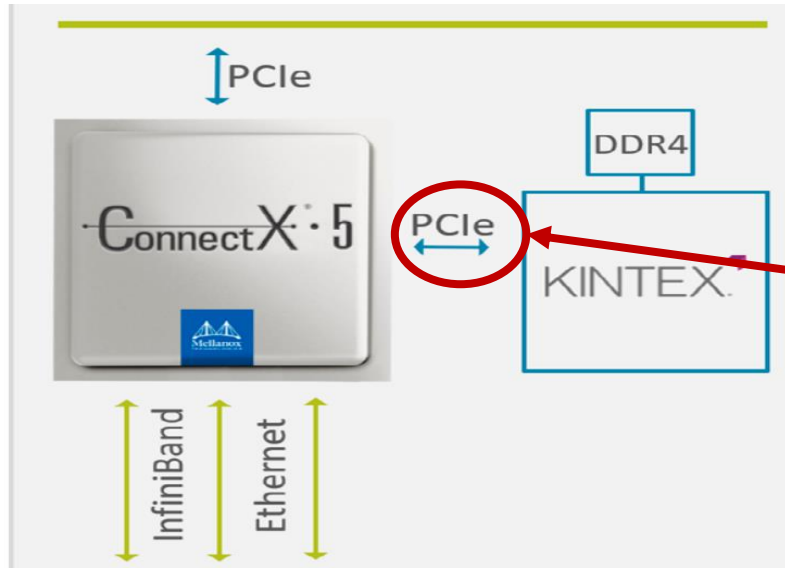 PCIe
DDR4
ConnectX® · 5
PCIe
KINTEX.
Mellanox
InfiniBand
Ethernet